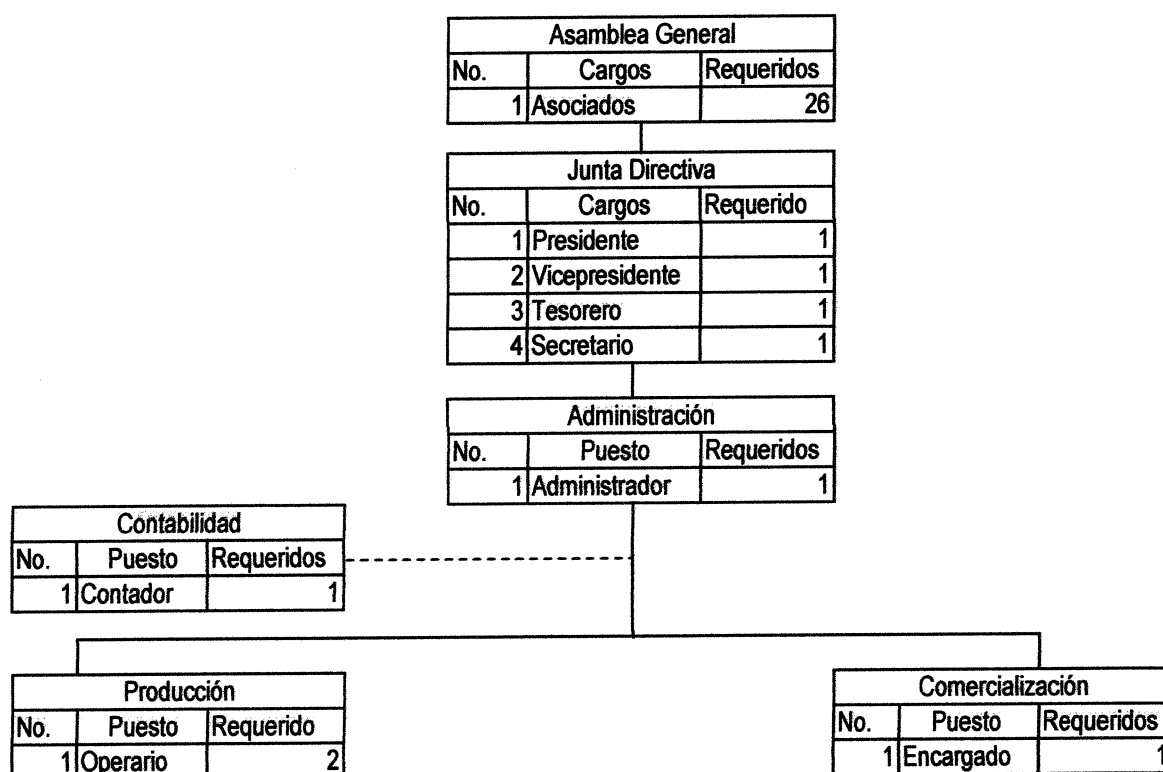 Asamblea General
No. Cargos Requeridos
1 Asociados 26
Junta Directiva
No. Cargos Requerido
1 Presidente 1
2 Vicepresidente 1
3 Tesorero 1
4 Secretario 1
Administración
No. Puesto Requeridos
1 Administrador 1
Contabilidad
No. Puesto Requeridos
1 Contador 1
Producción
No. Puesto Requerido
1 Operario 2
Comercialización
No. Puesto Requeridos
1 Encargado 1